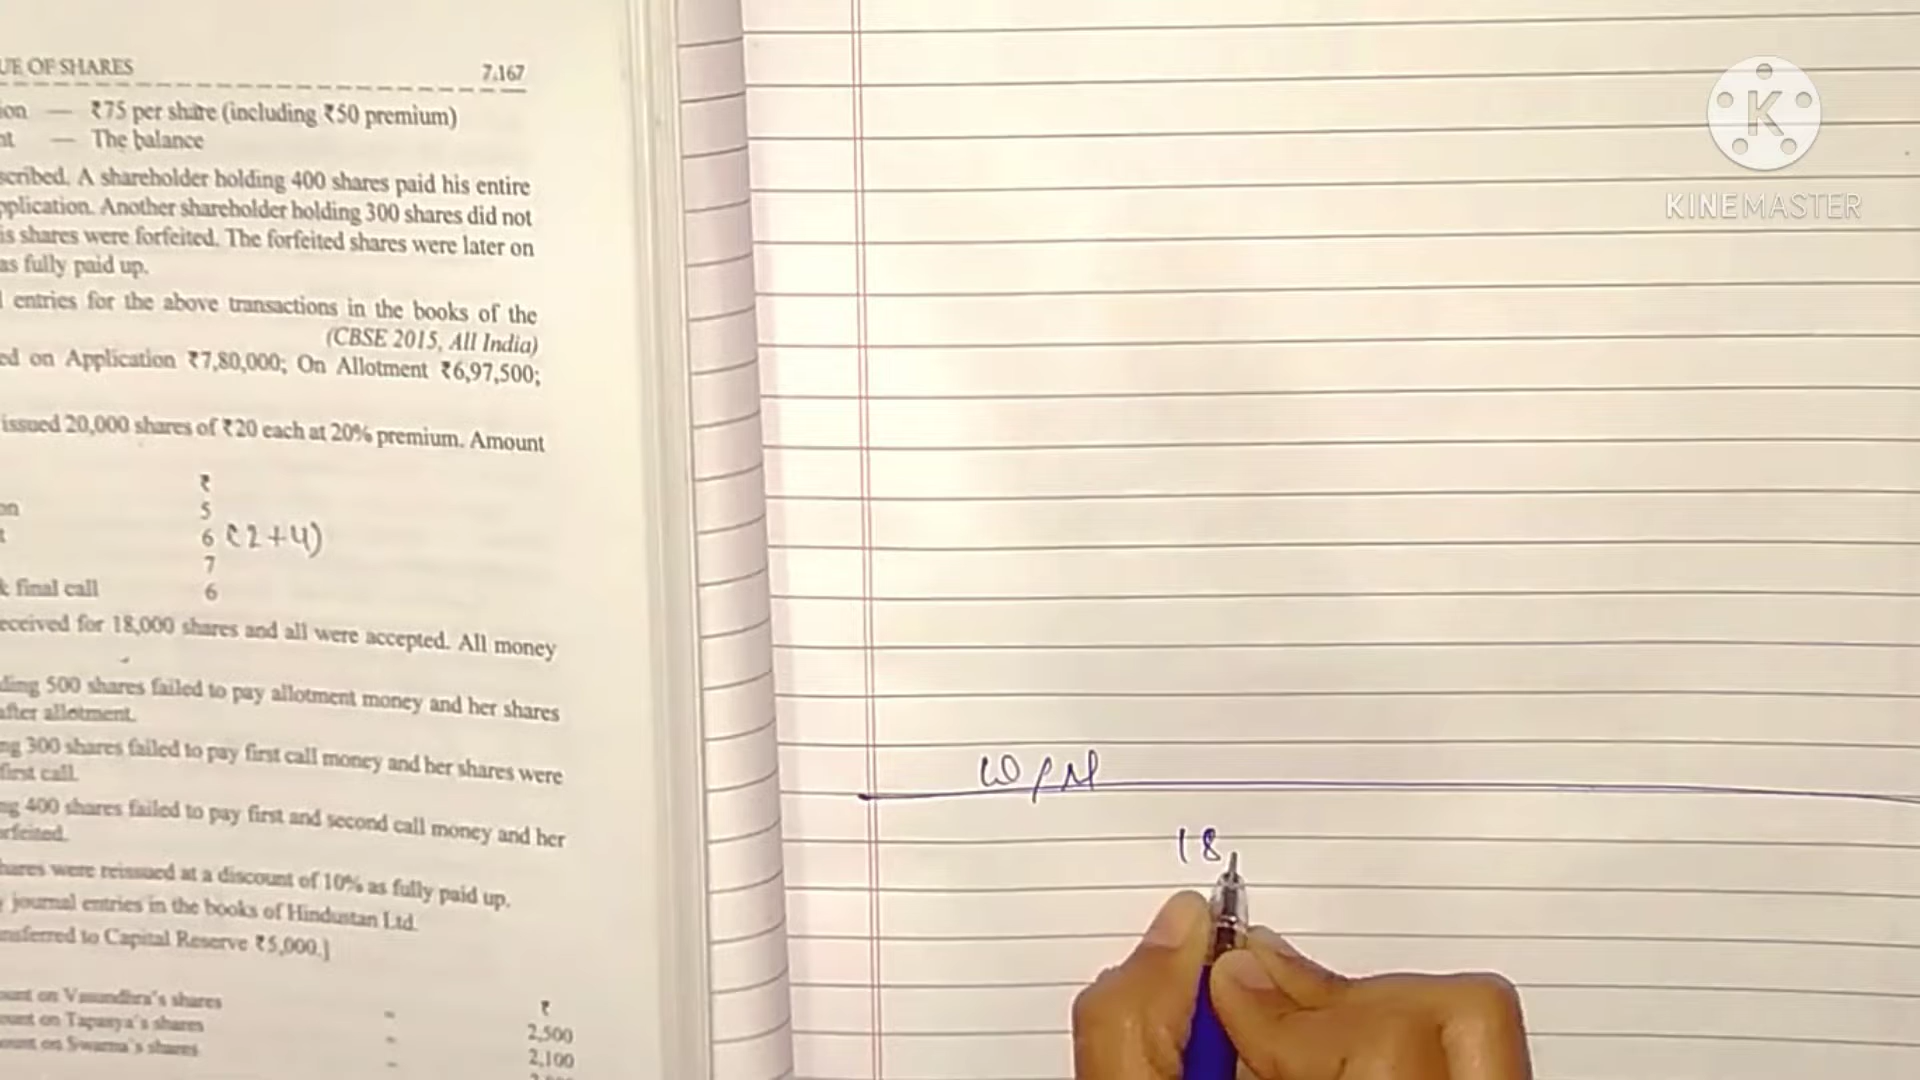 UE OF SHARES 7.167
ion — ₹75 per share (including ₹50 premium)
nt — The balance
scribed. A shareholder holding 400 shares paid his entire
pplication. Another shareholder holding 300 shares did not
is shares were forfeited. The forfeited shares were later on
as fully paid up.
l entries for the above transactions in the books of the
(CBSE 2015, All India)
ed on Application ₹7,80,000; On Allotment ₹6,97,500;
issued 20,000 shares of ₹20 each at 20% premium. Amount
₹
on 5
t 6 (2+4)
7
& final call 6
eceived for 18,000 shares and all were accepted. All money
ding 500 shares failed to pay allotment money and her shares
after allotment.
ng 300 shares failed to pay first call money and her shares were
first call.
ng 400 shares failed to pay first and second call money and her
orfeited.
hares were reissued at a discount of 10% as fully paid up.
y journal entries in the books of Hindustan Ltd.
ansferred to Capital Reserve ₹5,000.]
₹
ount on Vasundhra's shares 2,500
ount on Tapasya's shares 2,100
ount on Swarna's shares
W/N
18,
K
KINEMASTER